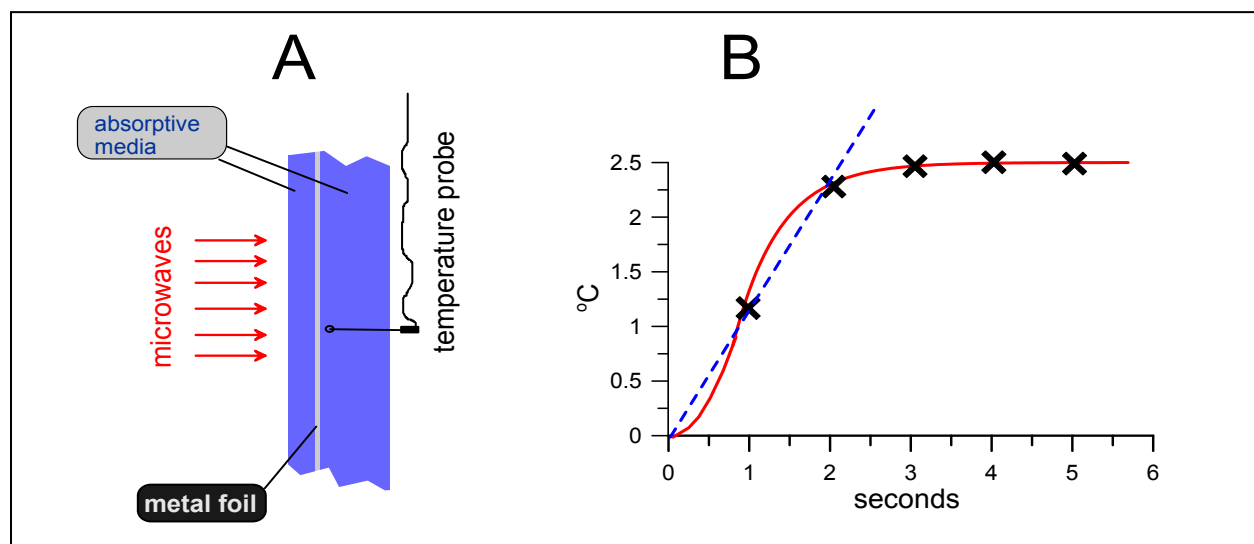 A
absorptive
media
microwaves
temperature probe
metal foil
B
2.5
2
1.5
1
0.5
0
ºC
0 1 2 3 4 5 6
seconds